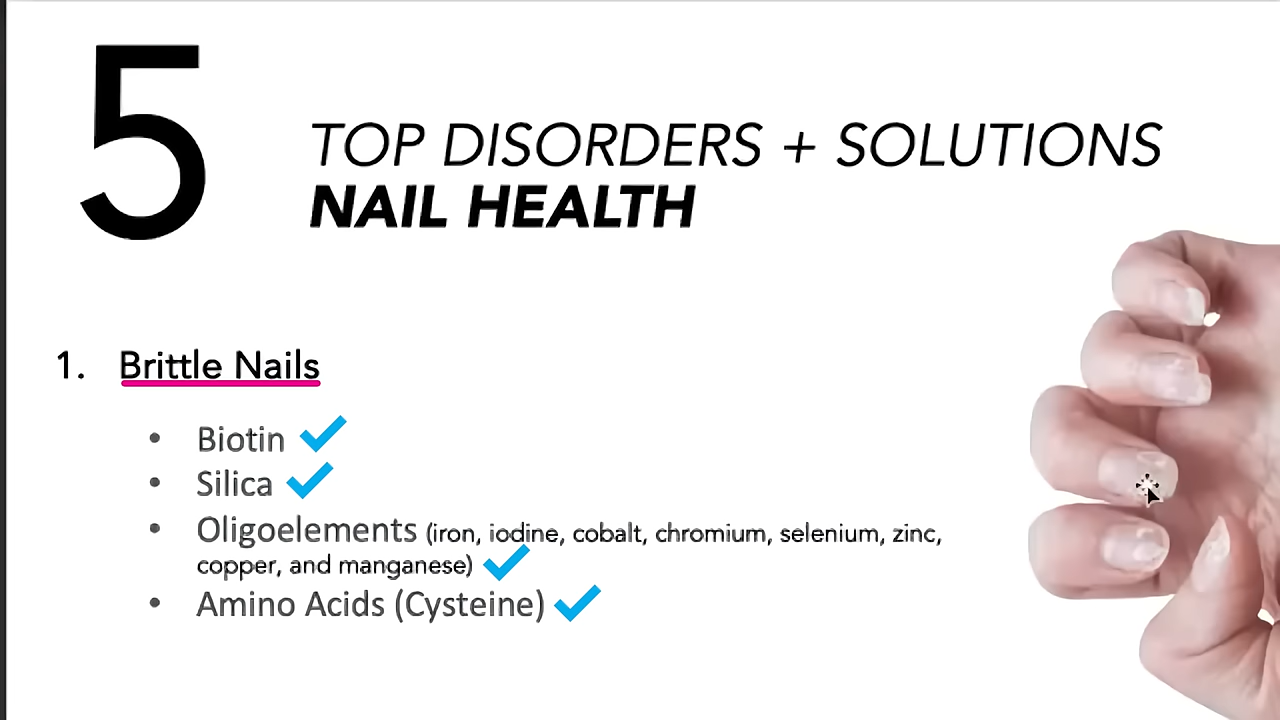 5
TOP DISORDERS + SOLUTIONS
NAIL HEALTH
1. Brittle Nails
• Biotin
• Silica
• Oligoelements (iron, iodine, cobalt, chromium, selenium, zinc,
copper, and manganese)
• Amino Acids (Cysteine)